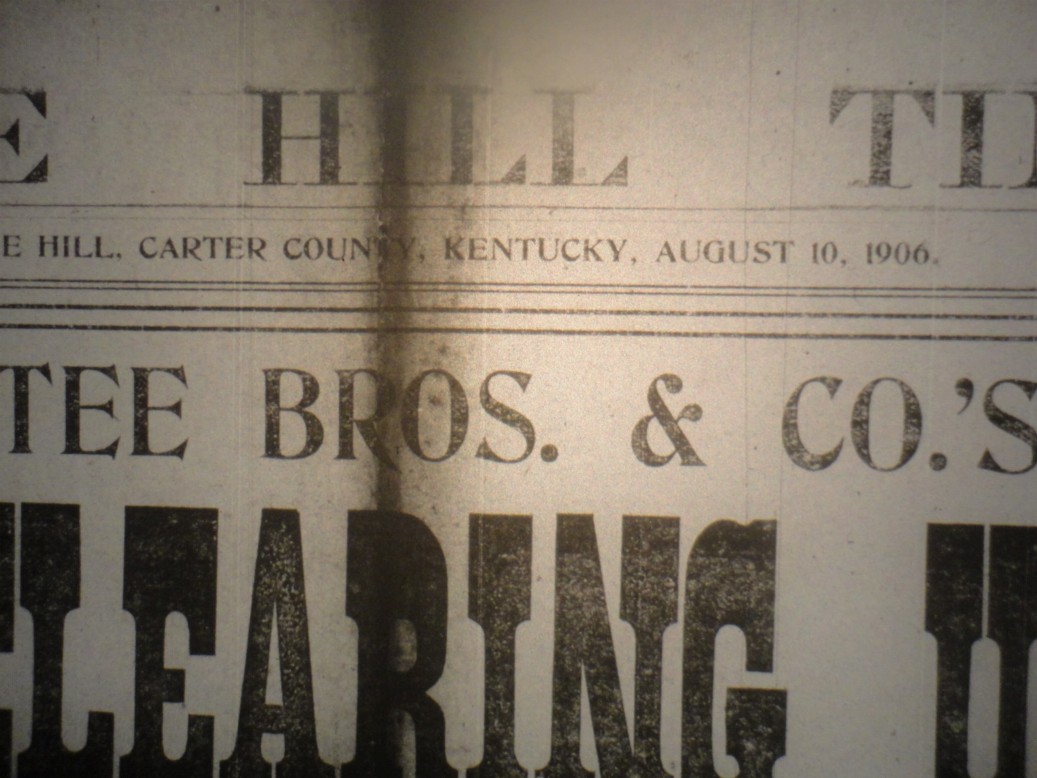 E HILL TI
E HILL, CARTER COUNTY, KENTUCKY, AUGUST 10, 1906.
TEE BROS. & CO.'S
LEARING